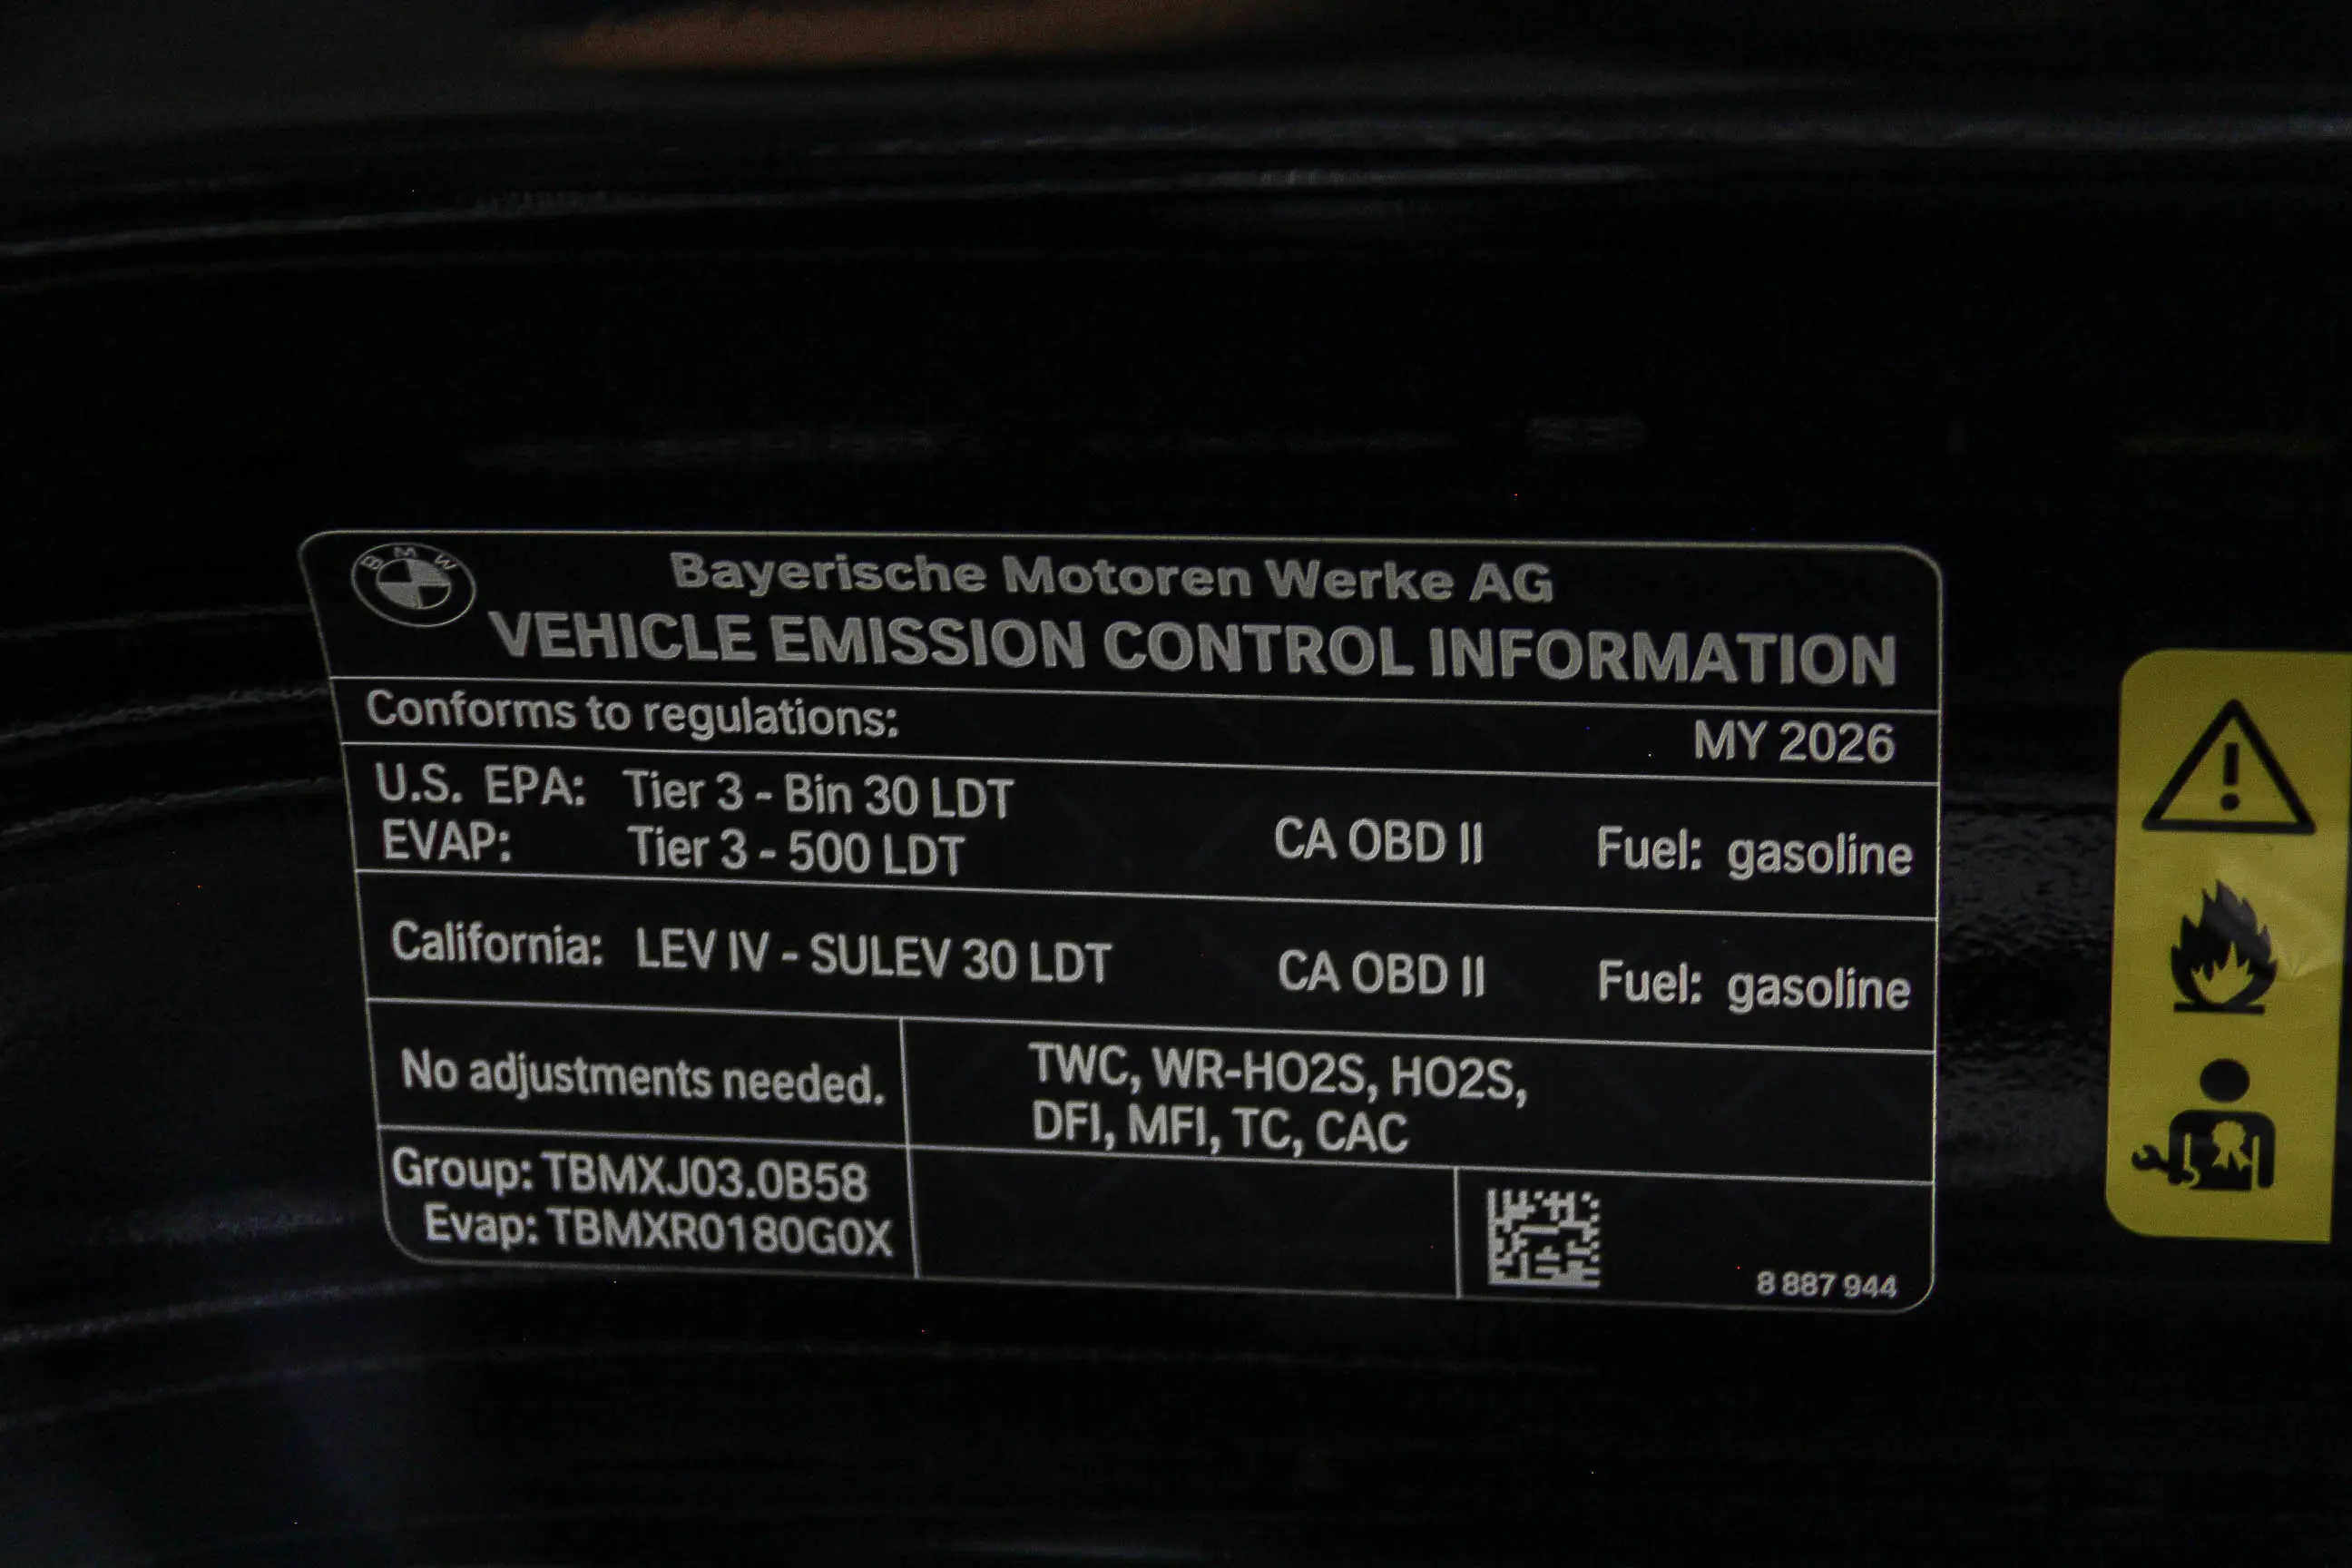 BMW
Bayerische Motoren Werke AG
VEHICLE EMISSION CONTROL INFORMATION
Conforms to regulations:
MY 2026
U.S. EPA: Tier 3 - Bin 30 LDT
EVAP: Tier 3 - 500 LDT
CA OBD II Fuel: gasoline
California: LEV IV - SULEV 30 LDT CA OBD II Fuel: gasoline
No adjustments needed.
TWC, WR-HO2S, HO2S,
DFI, MFI, TC, CAC
Group: TBMXJ03.0B58
Evap: TBMXR0180G0X
8 887 944